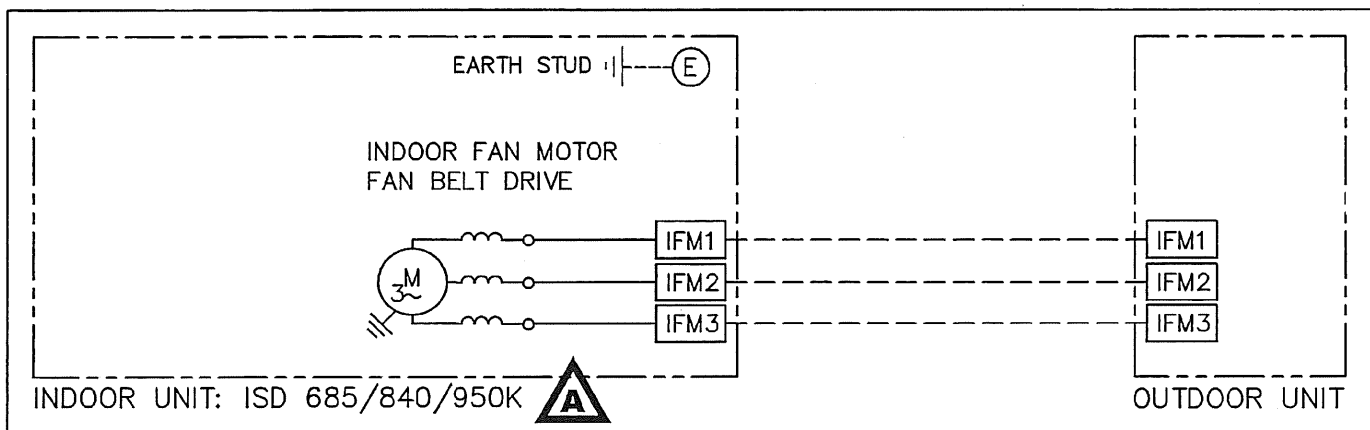 EARTH STUD E
INDOOR FAN MOTOR
FAN BELT DRIVE
IFM1 IFM1
M
3~
IFM2 IFM2
IFM3 IFM3
INDOOR UNIT: ISD 685/840/950K A OUTDOOR UNIT